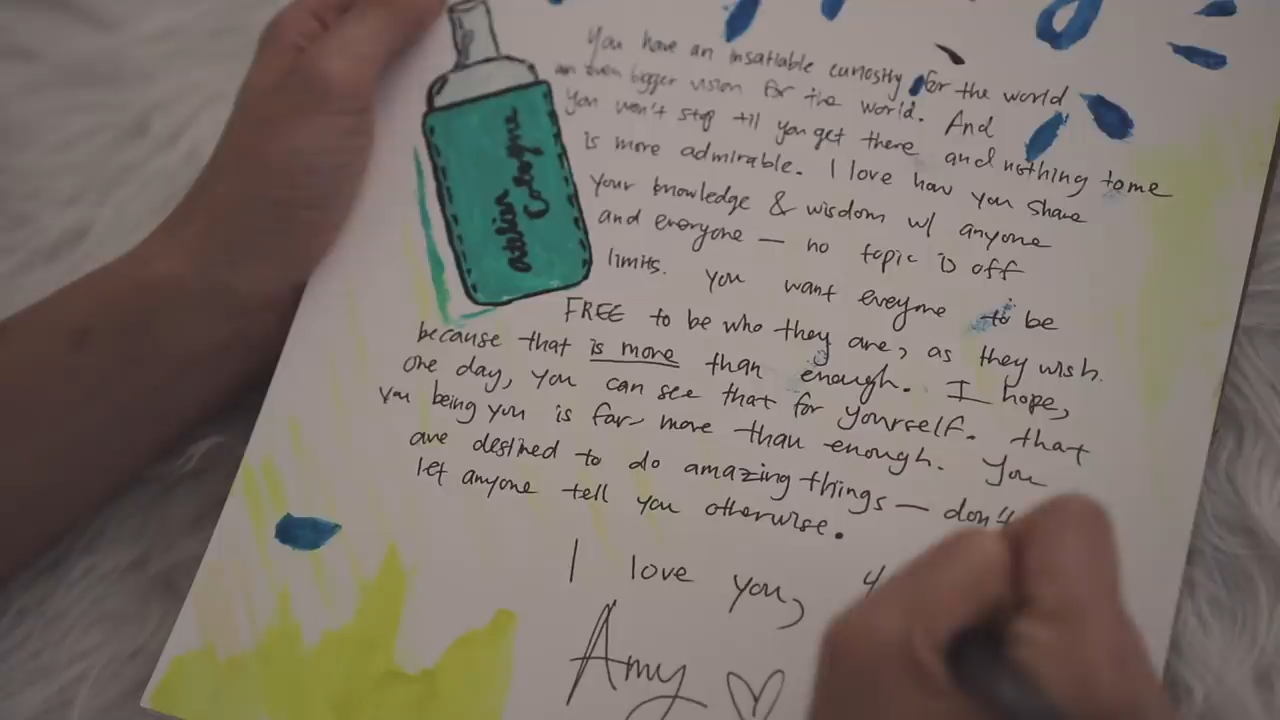 atelier
Cologne
You have an insatiable curiosity for the world
an even bigger vision for the world. And
you won't stop til you get there and nothing to me
is more admirable. I love how you share
your knowledge & wisdom w/ anyone
and everyone — no topic is off
limits. You want eveyone to be
FREE to be who they are, as they wish.
because that is more than enough. I hope,
one day, you can see that for yourself. that
you being you is far more than enough. You
are destined to do amazing things — don't
let anyone tell you otherwise.
I love you,
Amy